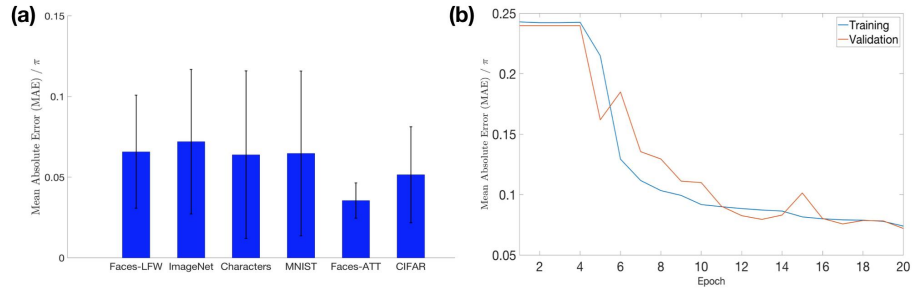 (a)
Mean Absolute Error (MAE) / π
0.15
0.1
0.05
0
Faces-LFW ImageNet Characters MNIST Faces-ATT CIFAR
(b)
Mean Absolute Error (MAE) / π
0.25
0.2
0.15
0.1
0.05
2 4 6 8 10 12 14 16 18 20
Epoch
Training
Validation